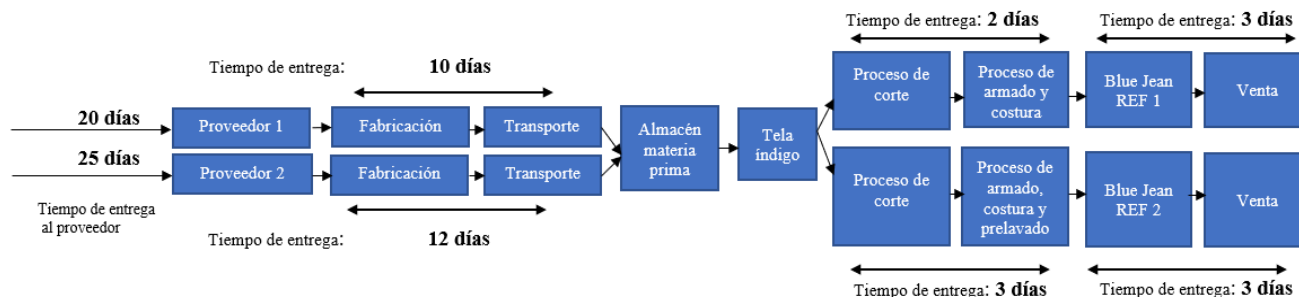 Tiempo de entrega: 2 días
Tiempo de entrega: 3 días
Tiempo de entrega: 10 días
20 días
Proveedor 1
Fabricación
Transporte
25 días
Proveedor 2
Fabricación
Transporte
Tiempo de entrega
al proveedor
Tiempo de entrega: 12 días
Almacén
materia
prima
Tela
índigo
Proceso de
corte
Proceso de
armado y
costura
Blue Jean
REF 1
Venta
Proceso de
corte
Proceso de
armado,
costura y
prelavado
Blue Jean
REF 2
Venta
Tiempo de entrega: 3 días
Tiempo de entrega: 3 días